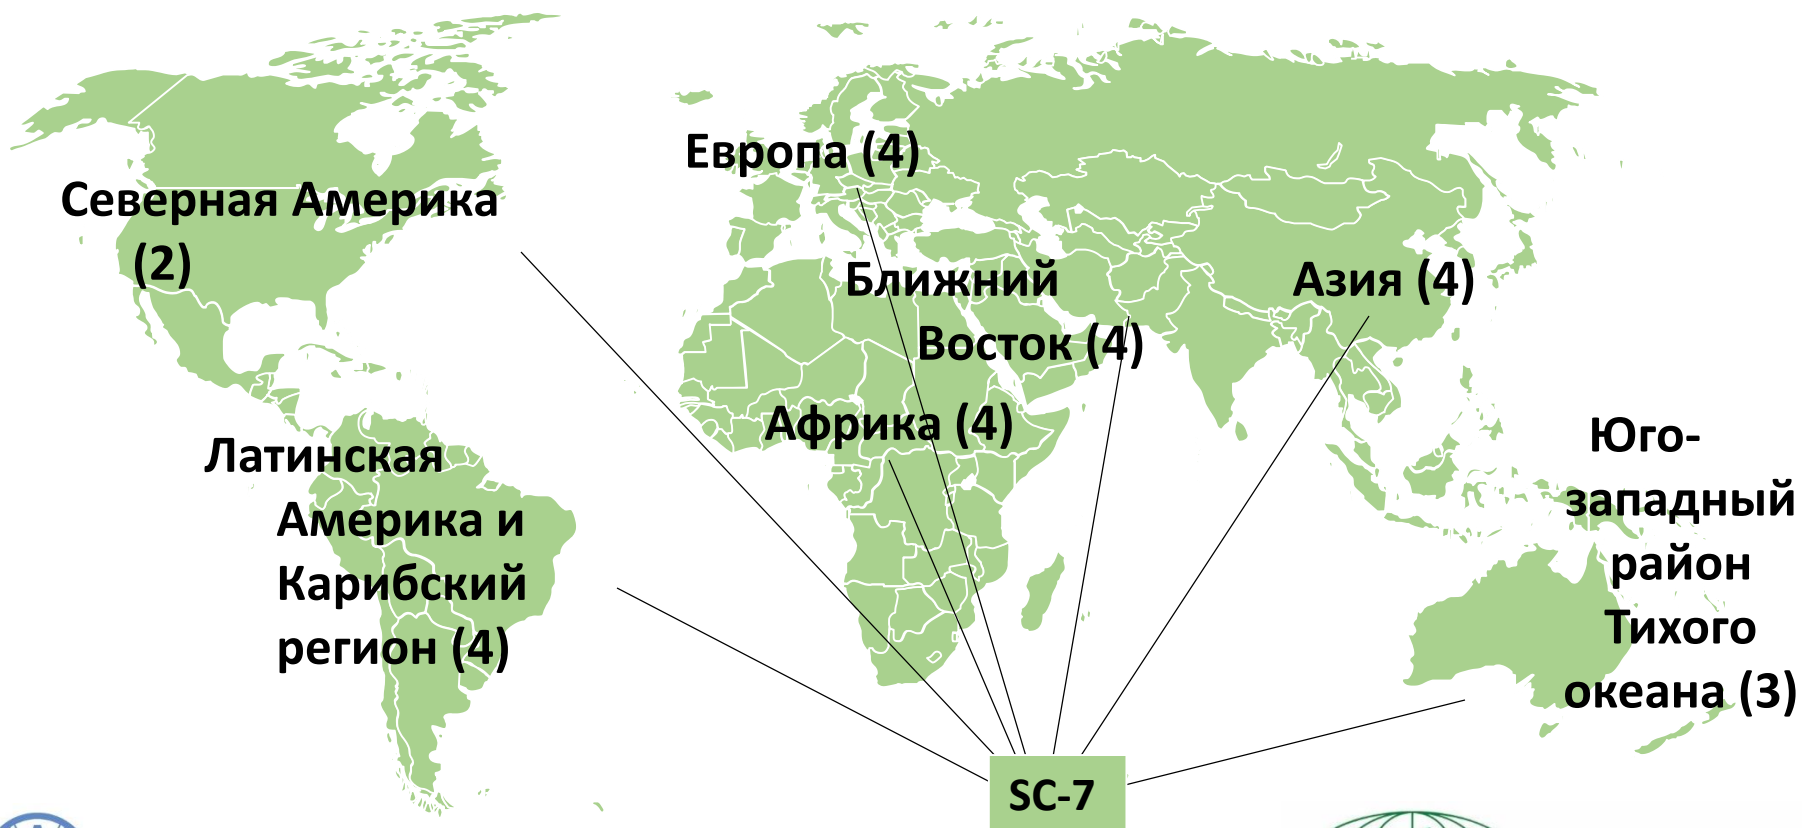 Европа (4)
Северная Америка
(2)
Ближний
Восток (4)
Азия (4)
Африка (4)
Латинская
Америка и
Карибский
регион (4)
Юго-
западный
район
Тихого
океана (3)
SC-7